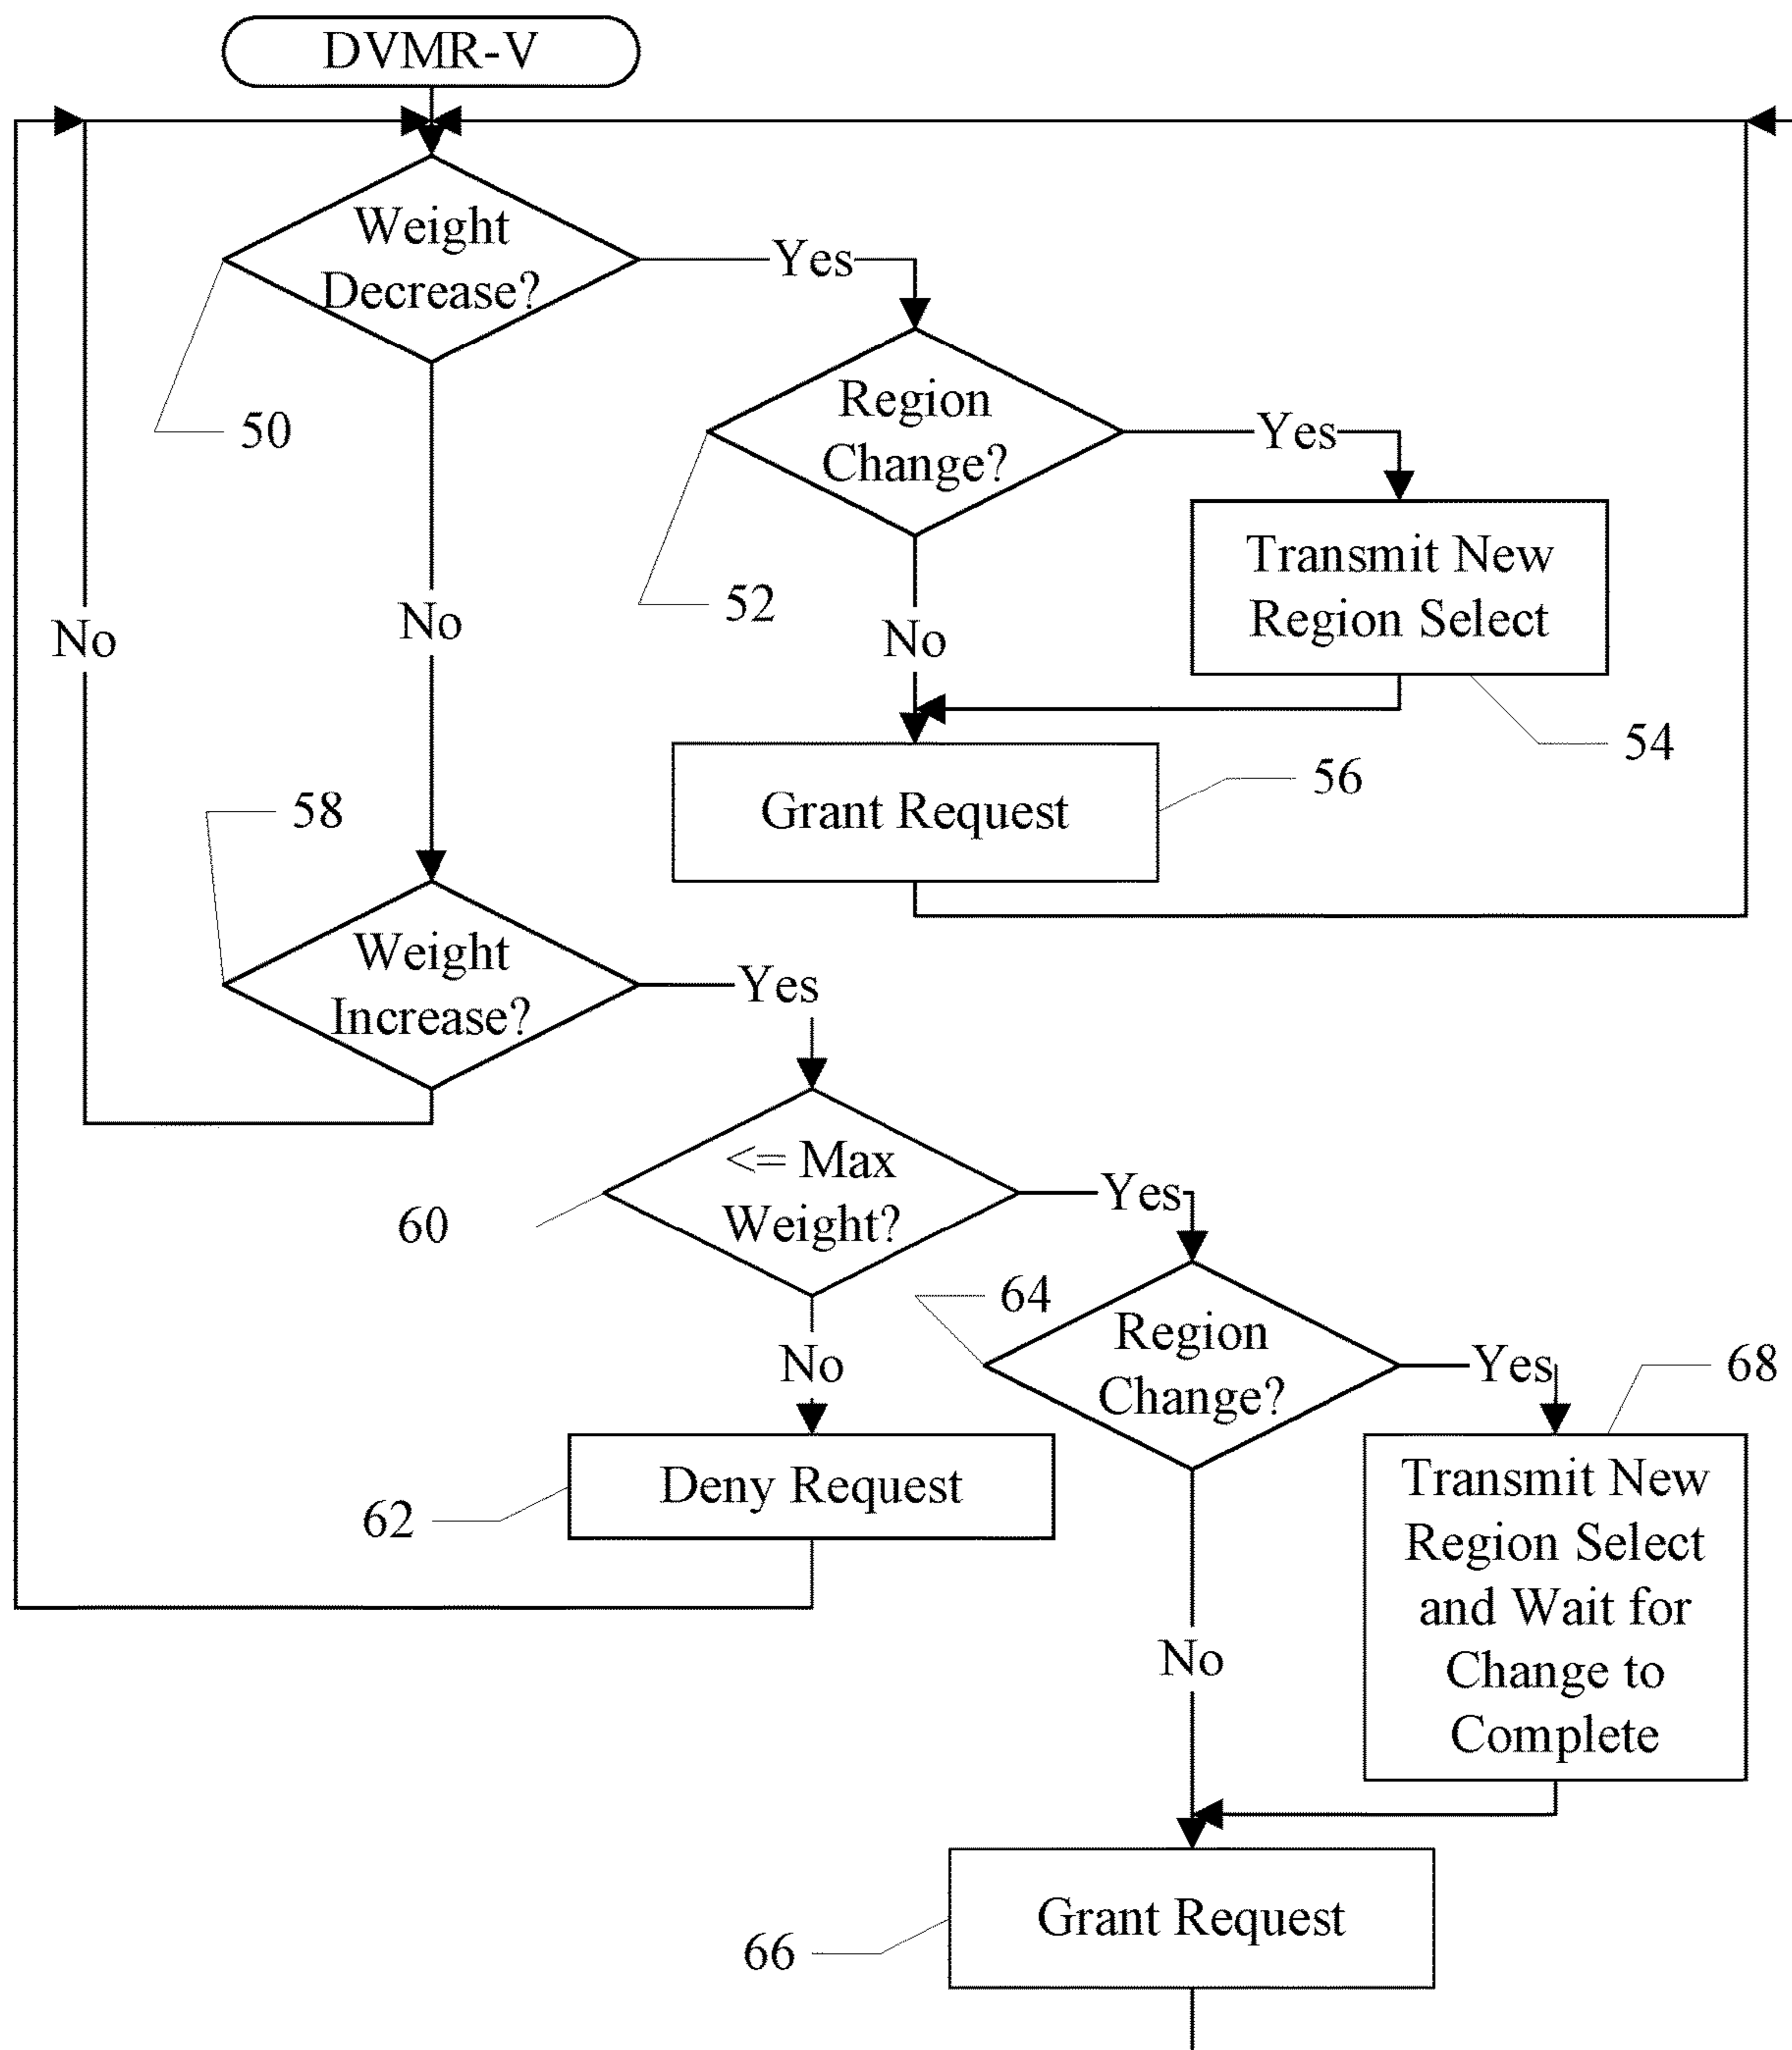 DVMR-V
Weight
Decrease?
Yes
50
Region
Change?
Yes
52
Transmit New
Region Select
54
No
No
No
Grant Request
56
58
Weight
Increase?
Yes
<= Max
Weight?
60
Yes
No
Deny Request
62
64
Region
Change?
Yes
68
Transmit New
Region Select
and Wait for
Change to
Complete
No
Grant Request
66